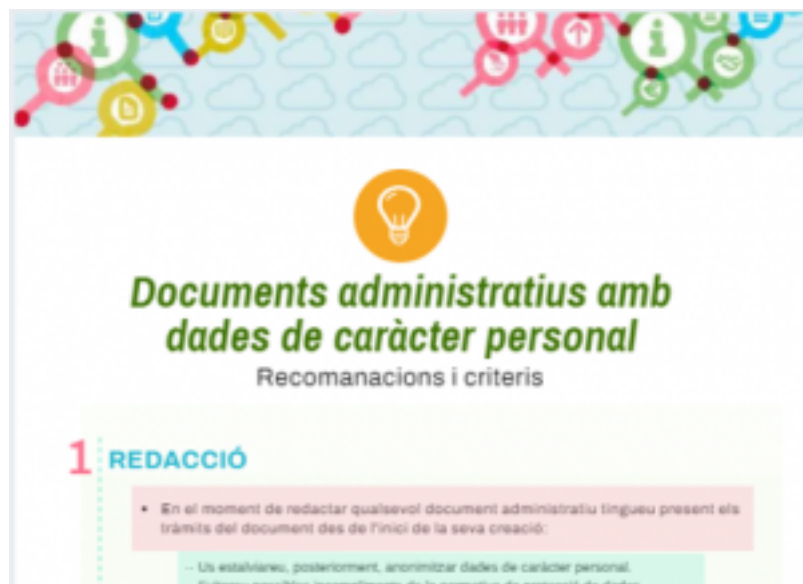 Documents administratius amb
dades de caràcter personal
Recomanacions i criteris
1 REDACCIÓ
• En el moment de redactar qualsevol document administratiu tingueu present els
tràmits del document des de l'inici de la seva creació:
- Us estalviareu, posteriorment, anonimitzar dades de caràcter personal.